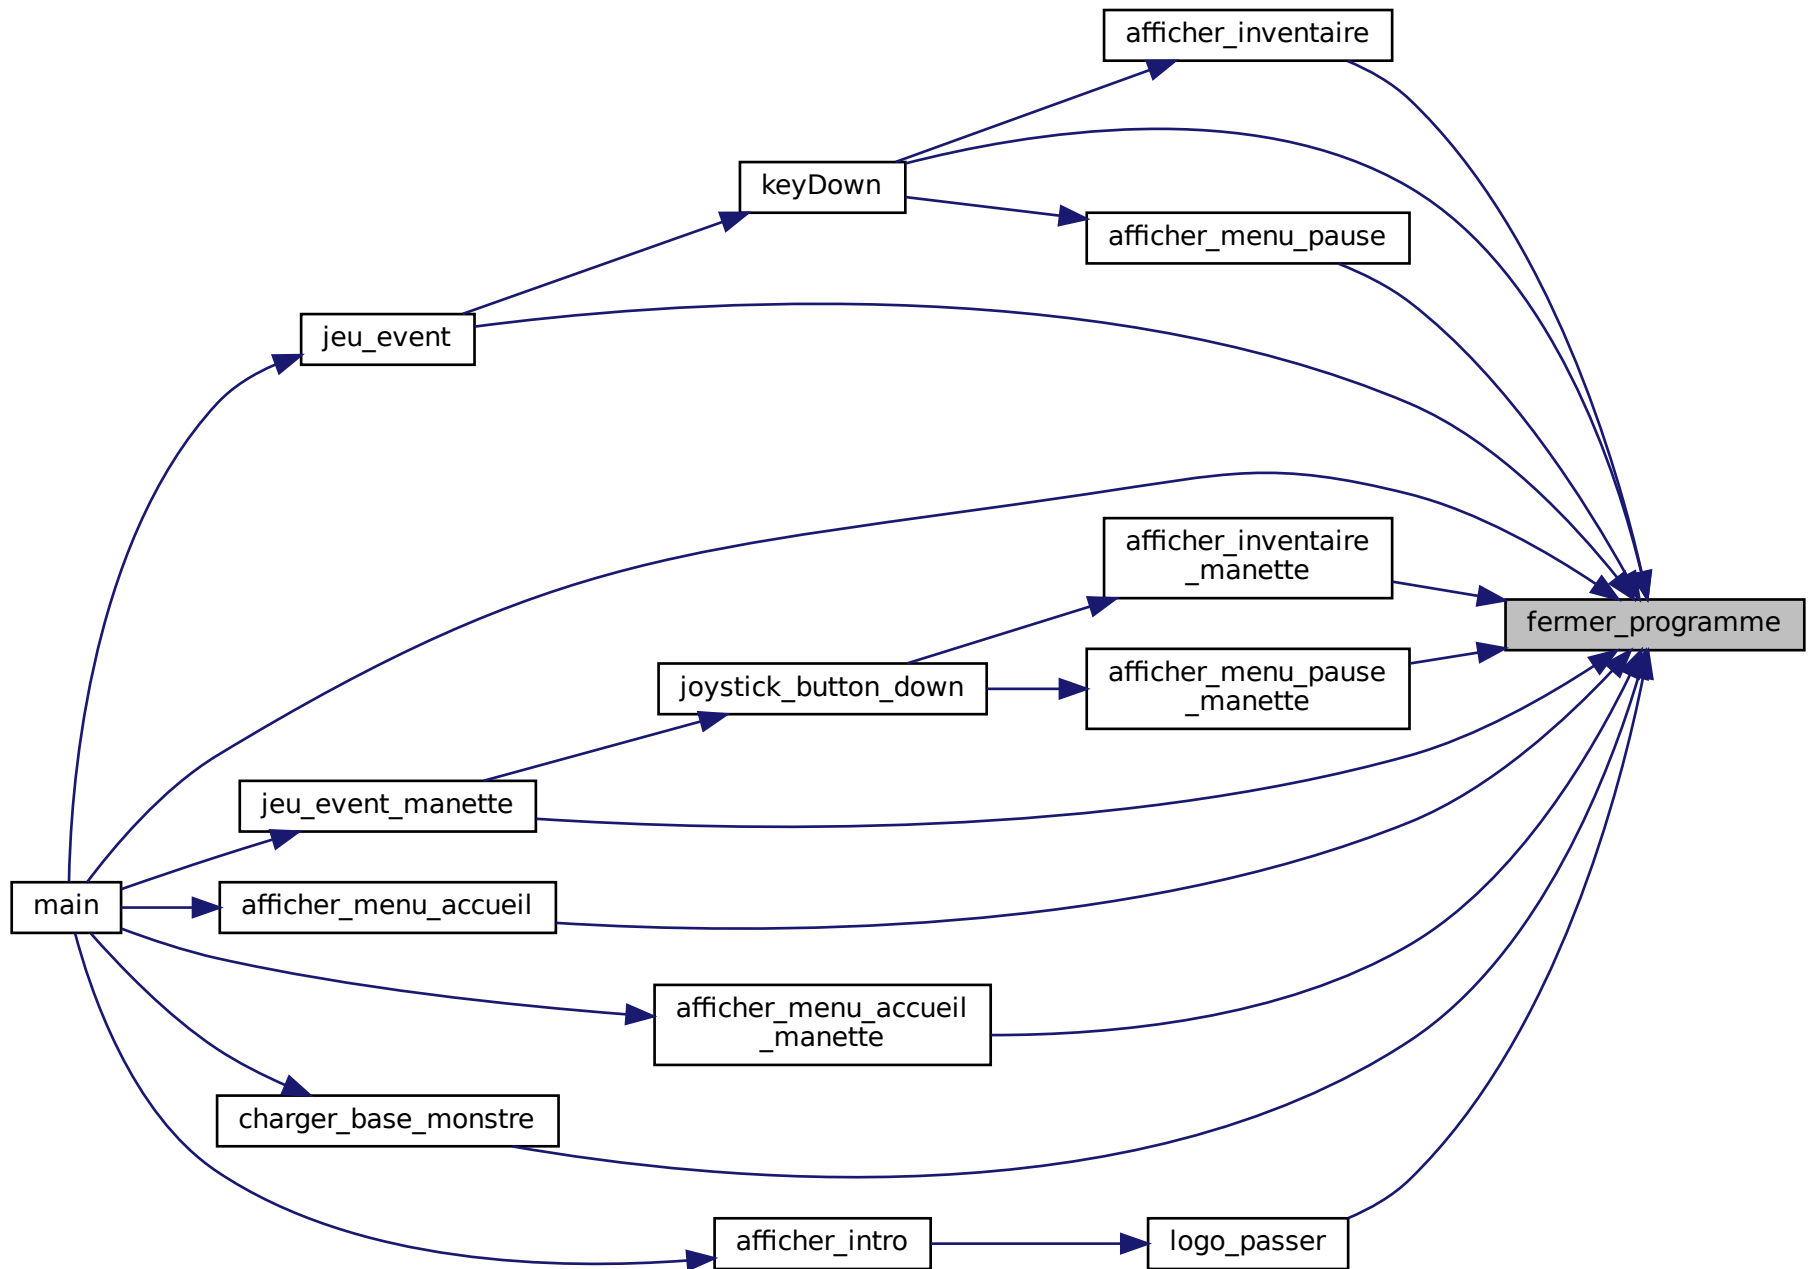 afficher_inventaire
keyDown
afficher_menu_pause
jeu_event
afficher_inventaire
_manette
fermer_programme
joystick_button_down
afficher_menu_pause
_manette
jeu_event_manette
main
afficher_menu_accueil
afficher_menu_accueil
_manette
charger_base_monstre
afficher_intro
logo_passer